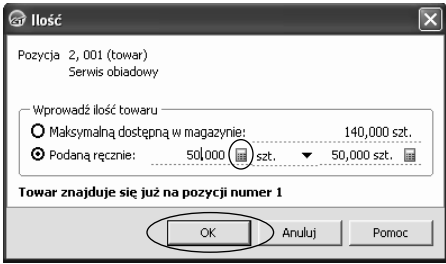 Ilość
Pozycja 2, 001 (towar)
Serwis obiadowy
Wprowadź ilość towaru
Maksymalną dostępną w magazynie: 140,000 szt.
Podaną ręcznie: 50,000 szt. 50,000 szt.
Towar znajduje się już na pozycji numer 1
OK Anuluj Pomoc